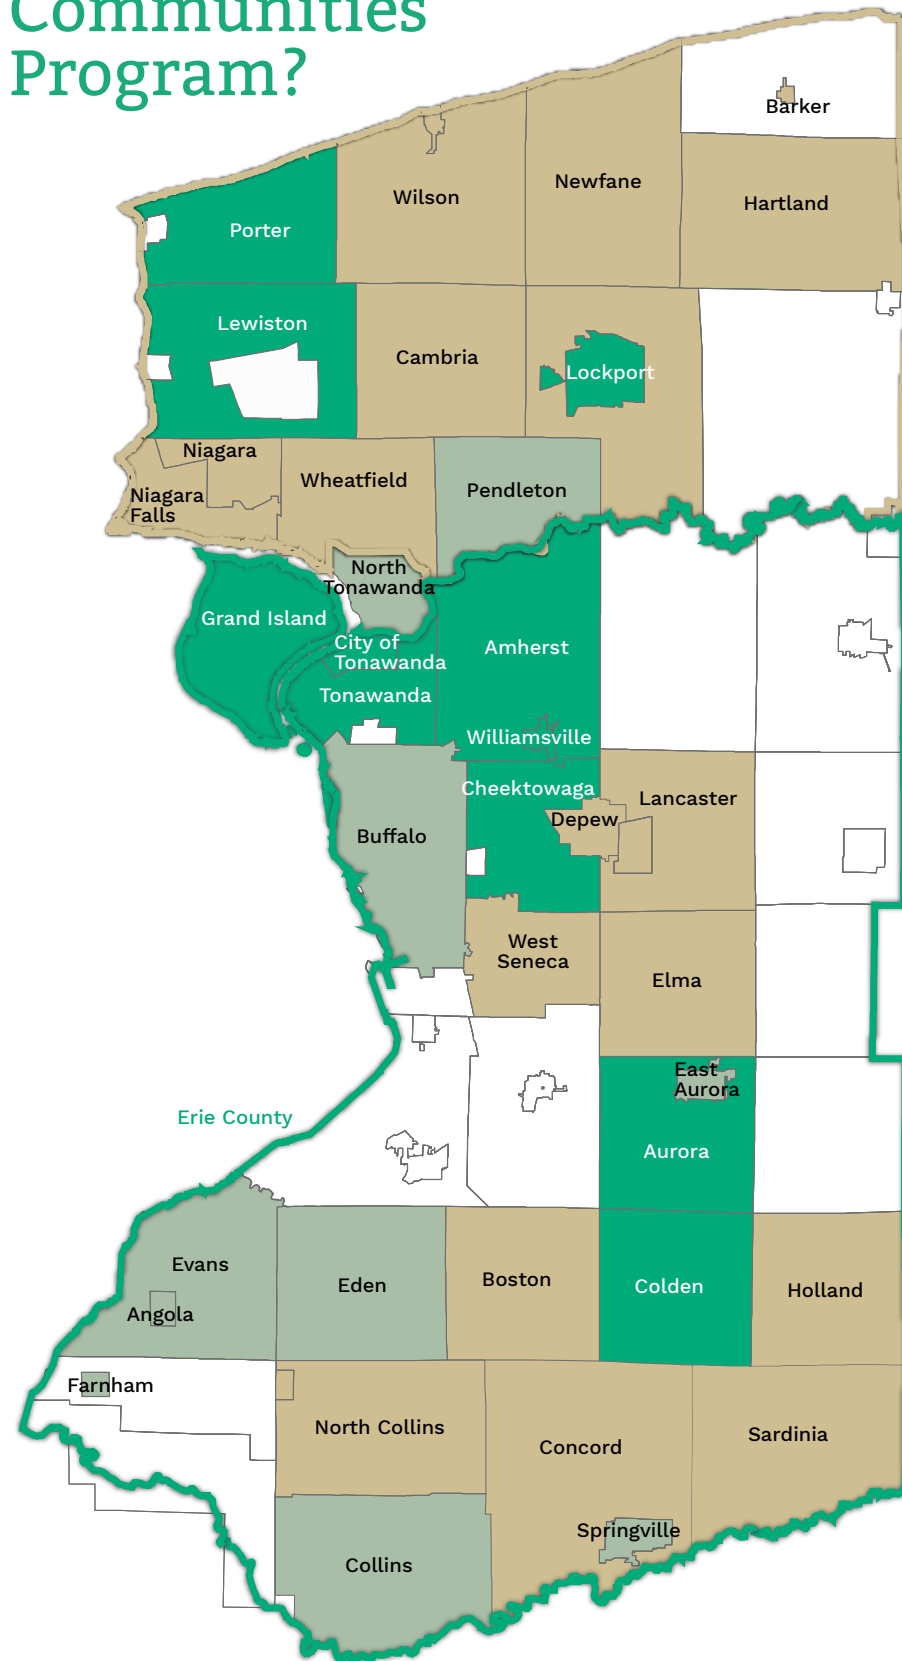 Communities
Program?
Barker
Newfane
Wilson
Hartland
Porter
Lewiston
Cambria
Lockport
Niagara
Wheatfield
Pendleton
Niagara
Falls
North
Tonawanda
Grand Island
City of
Tonawanda
Amherst
Tonawanda
Williamsville
Cheektowaga
Lancaster
Depew
Buffalo
West
Seneca
Elma
East
Aurora
Erie County
Aurora
Evans
Eden
Boston
Colden
Holland
Angola
Farnham
North Collins
Concord
Sardinia
Springville
Collins